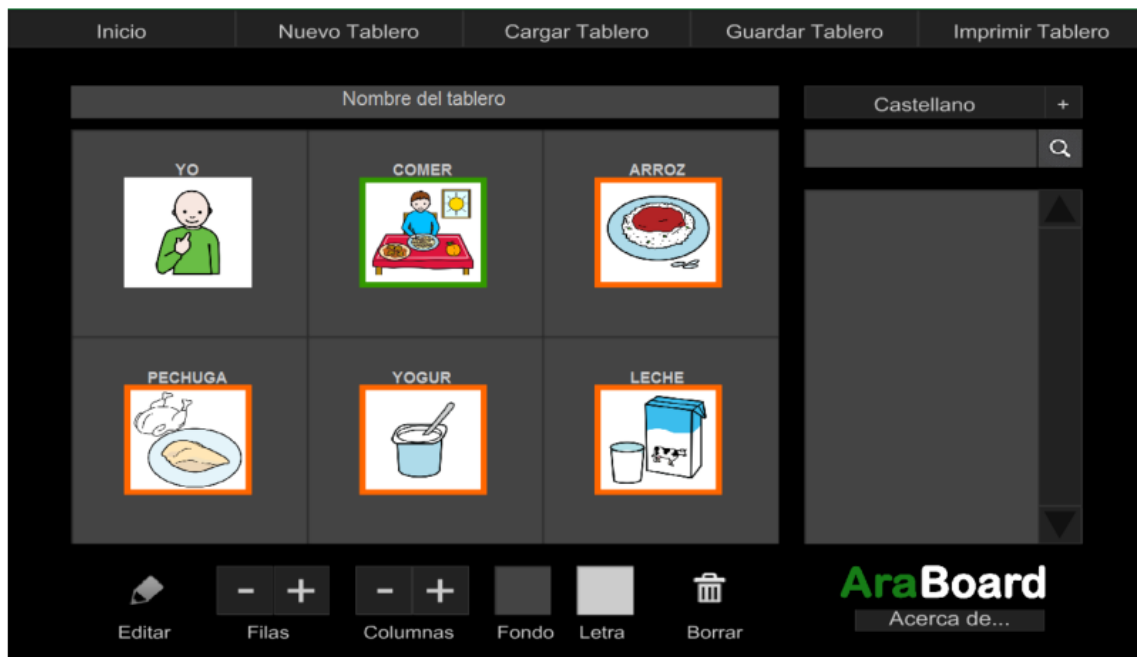 Inicio Nuevo Tablero Cargar Tablero Guardar Tablero Imprimir Tablero
Nombre del tablero
Castellano +
YO COMER ARROZ
PECHUGA YOGUR LECHE
- + - +
Editar Filas Columnas Fondo Letra Borrar
AraBoard
Acerca de...